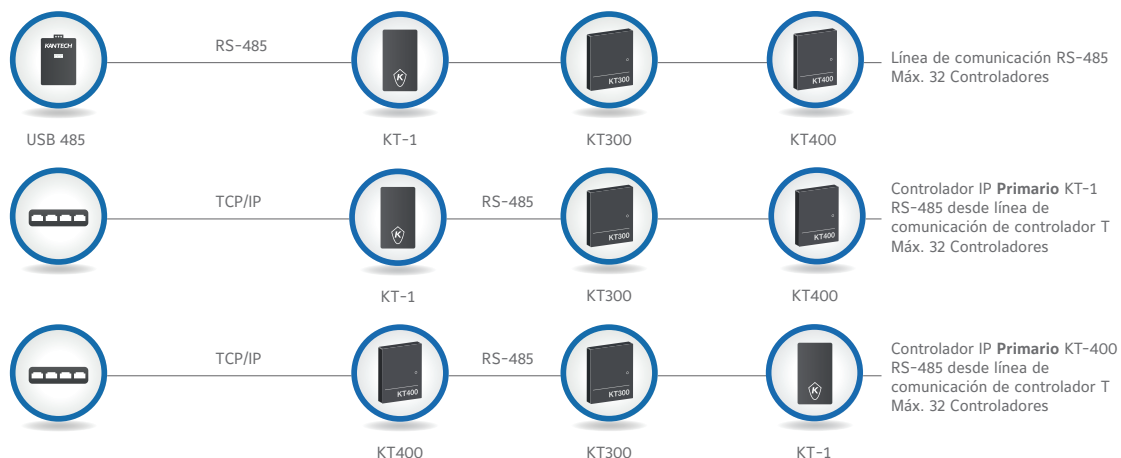 KANTECH
RS-485
K
KT300
KT400
Línea de comunicación RS-485
Máx. 32 Controladores
USB 485
KT-1
KT300
KT400
TCP/IP
K
RS-485
KT300
KT400
Controlador IP Primario KT-1
RS-485 desde línea de
comunicación de controlador T
Máx. 32 Controladores
KT-1
KT300
KT400
TCP/IP
KT400
RS-485
KT300
K
Controlador IP Primario KT-400
RS-485 desde línea de
comunicación de controlador T
Máx. 32 Controladores
KT400
KT300
KT-1